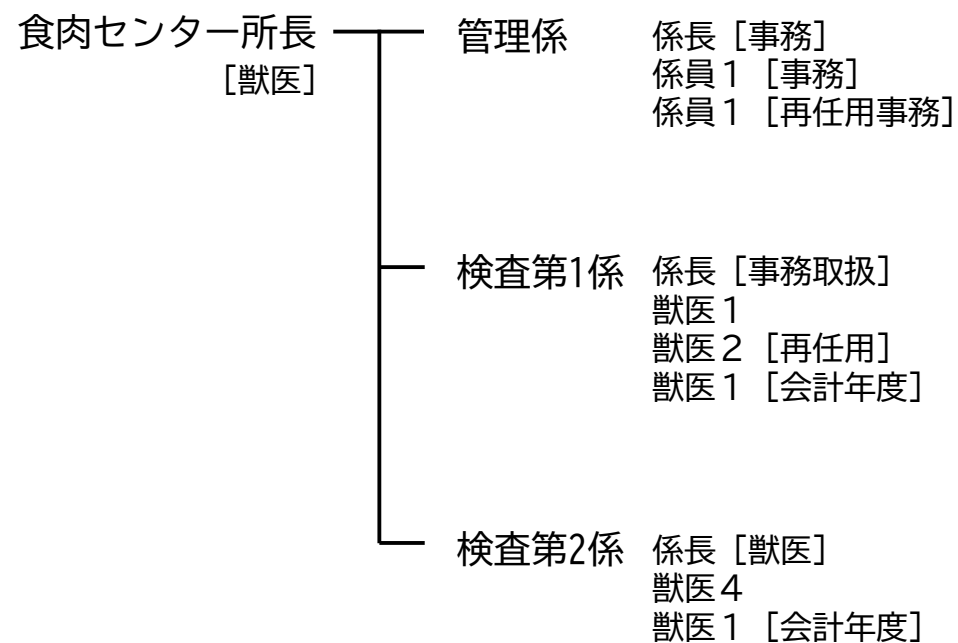 食肉センター所長
[獣医]
管理係
係長 [事務]
係員１ [事務]
係員１ [再任用事務]
検査第1係
係長 [事務取扱]
獣医１
獣医２ [再任用]
獣医１ [会計年度]
検査第2係
係長 [獣医]
獣医４
獣医１ [会計年度]